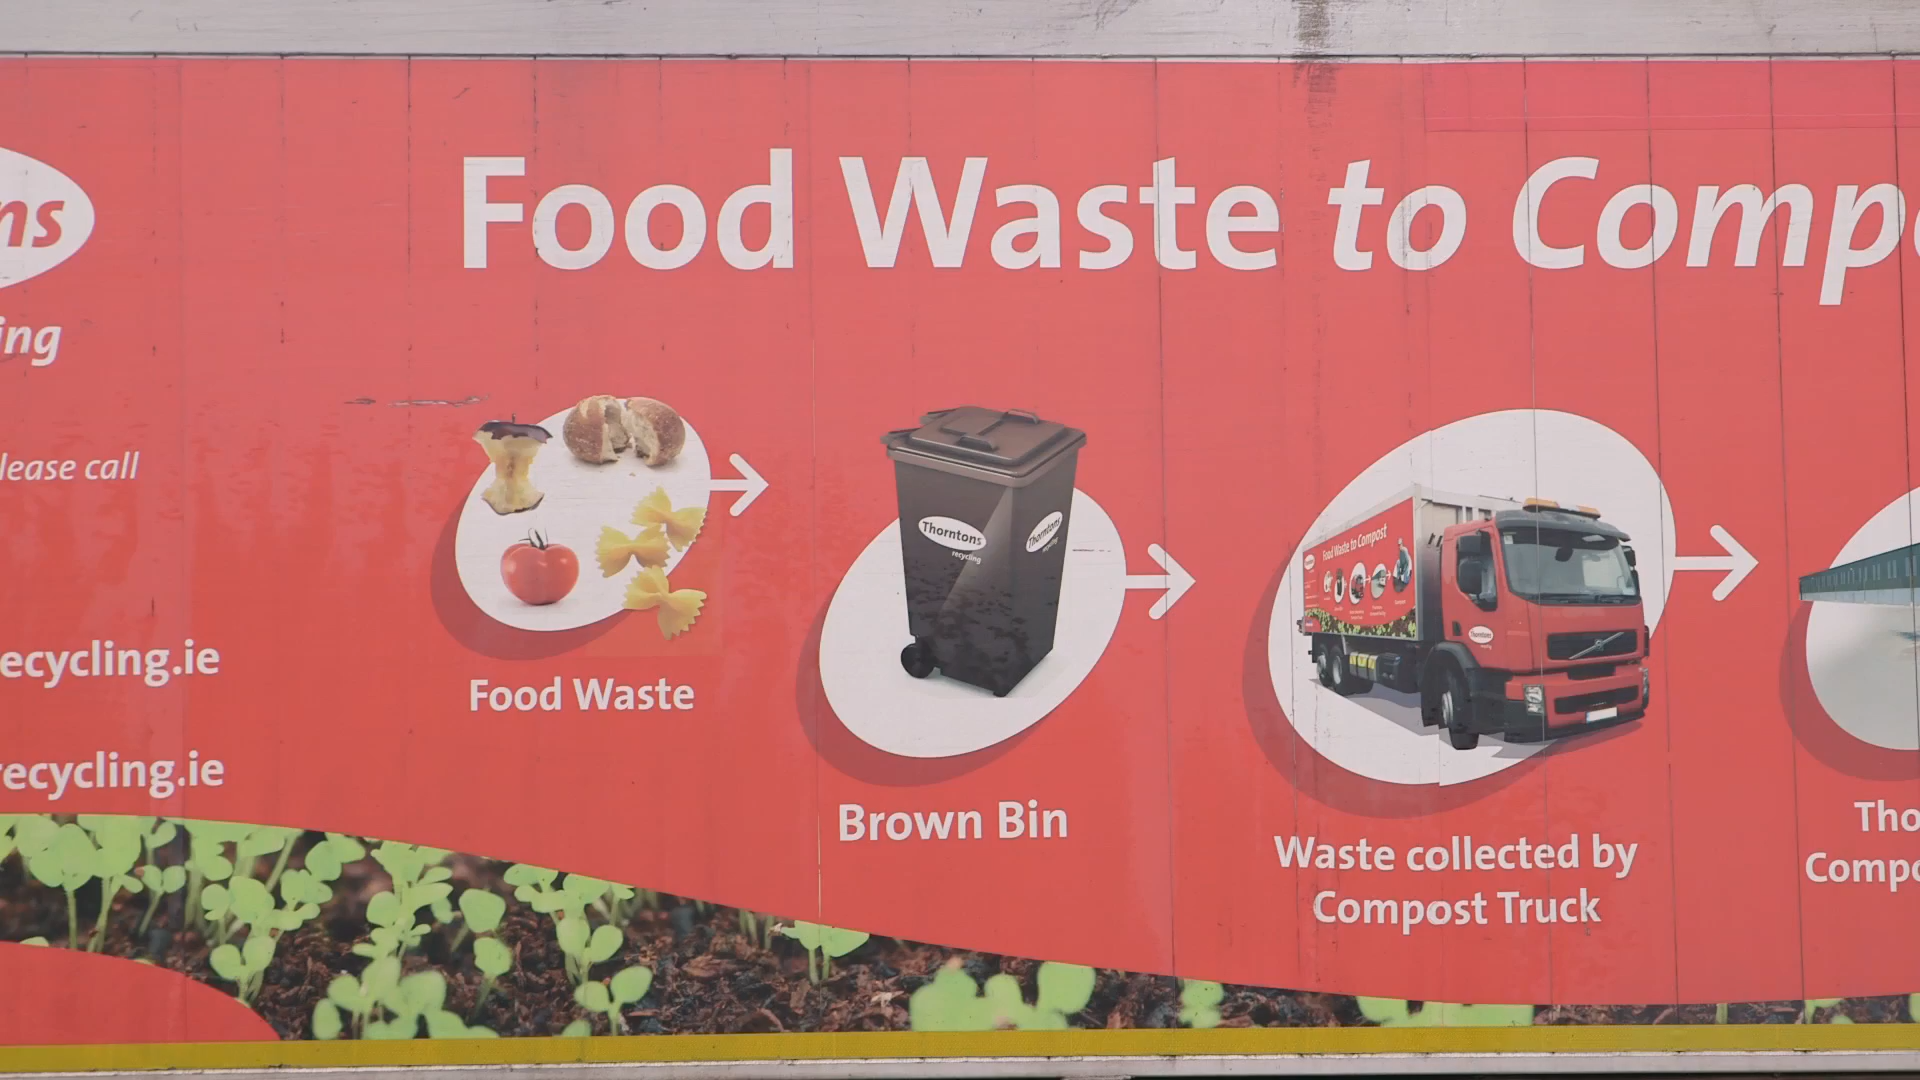 Food Waste to Comp
ns
ing
lease call
ecycling.ie
recycling.ie
Food Waste
Thorntons
recycling
Thorntons
recycling
Brown Bin
Food Waste to Compost
Thorntons
Waste collected by
Compost Truck
Tho
Compo